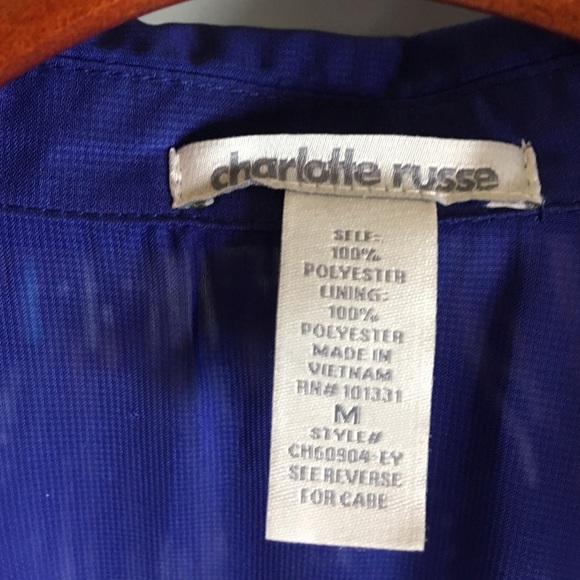 charlotte russe
SELF:
100%
POLYESTER
LINING:
100%
POLYESTER
MADE IN
VIETNAM
RN# 101331
M
STYLE#
CH60904-EY
SEE REVERSE
FOR CARE